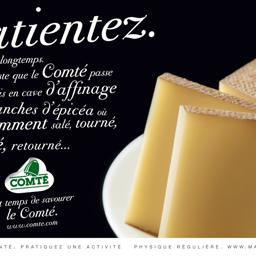 atientez.
longtemps.
te que le Comté passe
is en cave d'affinage
anches d'épicéa où
mment salé, tourné,
é, retourné...
COMTÉ
t temps de savourer
le Comté.
www.comte.com
NTÉ, PRATIQUEZ UNE ACTIVITÉ PHYSIQUE RÉGULIÈRE. WWW.MA